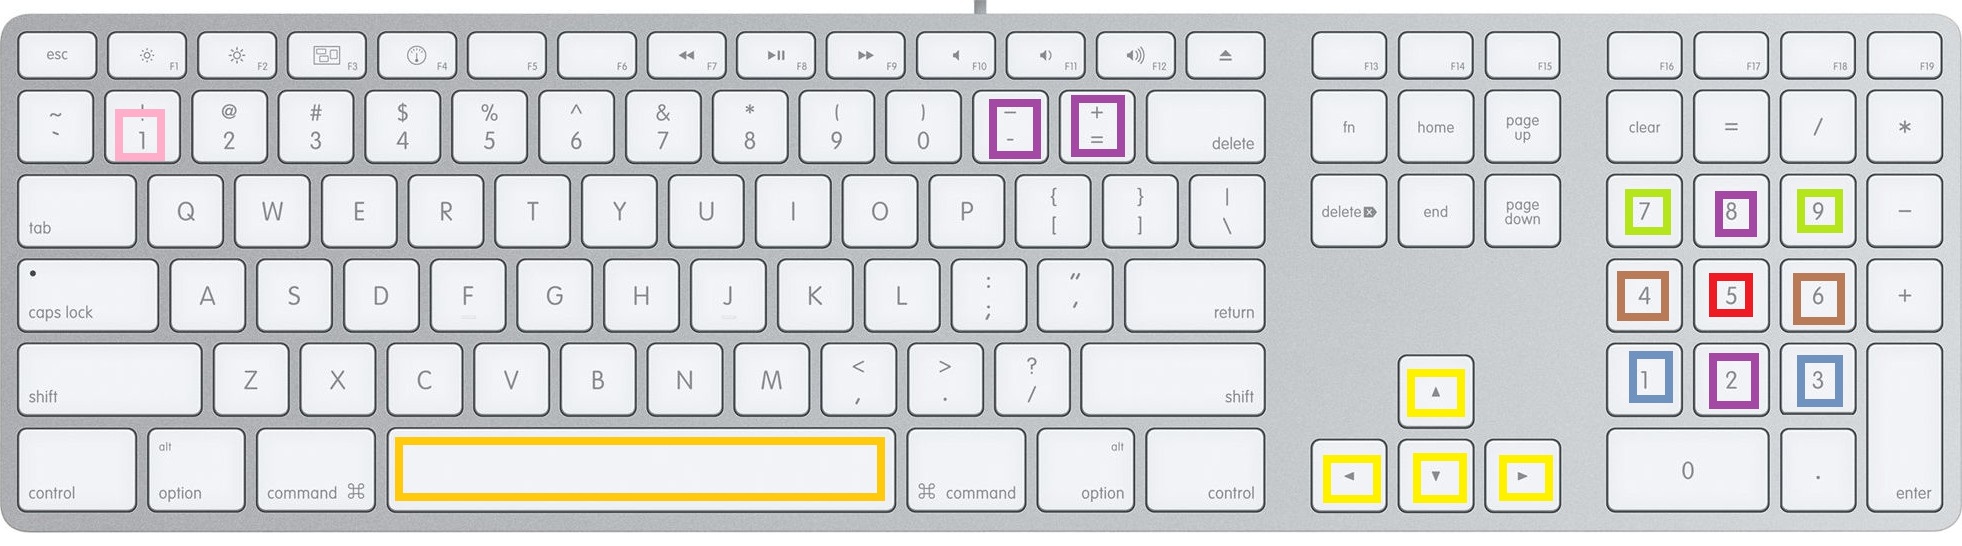 esc F1 F2 F3 F4 F5 F6 F7 F8 F9 F10 F11 F12 F13 F14 F15 F16 F17 F18 F19
~ ! @ # $ % ^ & * ( ) – +
` 1 2 3 4 5 6 7 8 9 0 - = delete fn home page up clear = / *
tab Q W E R T Y U I O P { [ } ] | \ delete end page down 7 8 9 –
caps lock A S D F G H J K L : ; " ' return 4 5 6 +
shift Z X C V B N M < , > . ? / shift 1 2 3
control alt option command ⌘ ⌘ command alt option control 0 . enter